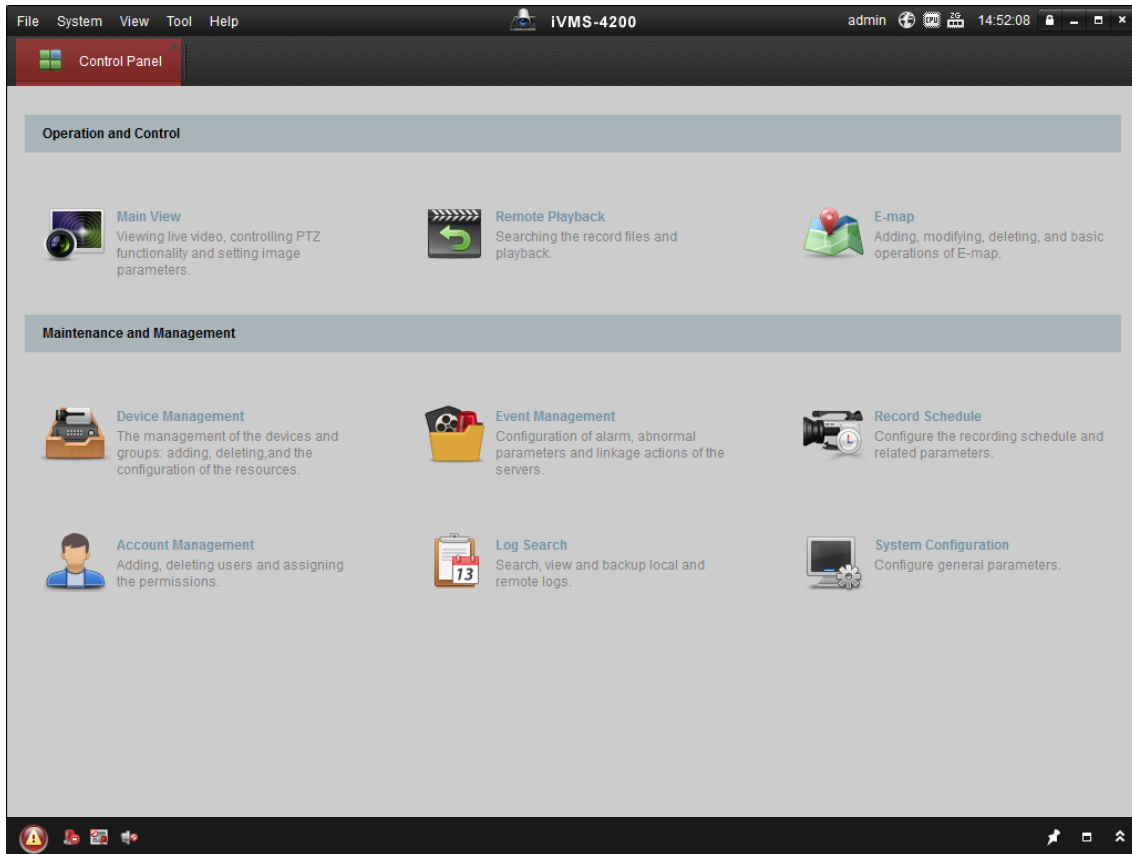 File System View Tool Help iVMS-4200 admin CPU 2G 14:52:08
Control Panel
Operation and Control
Main View
Viewing live video, controlling PTZ
functionality and setting image
parameters.
Remote Playback
Searching the record files and
playback.
E-map
Adding, modifying, deleting, and basic
operations of E-map.
Maintenance and Management
Device Management
The management of the devices and
groups: adding, deleting,and the
configuration of the resources.
Event Management
Configuration of alarm, abnormal
parameters and linkage actions of the
servers.
Record Schedule
Configure the recording schedule and
related parameters.
Account Management
Adding, deleting users and assigning
the permissions.
13
Log Search
Search, view and backup local and
remote logs.
System Configuration
Configure general parameters.